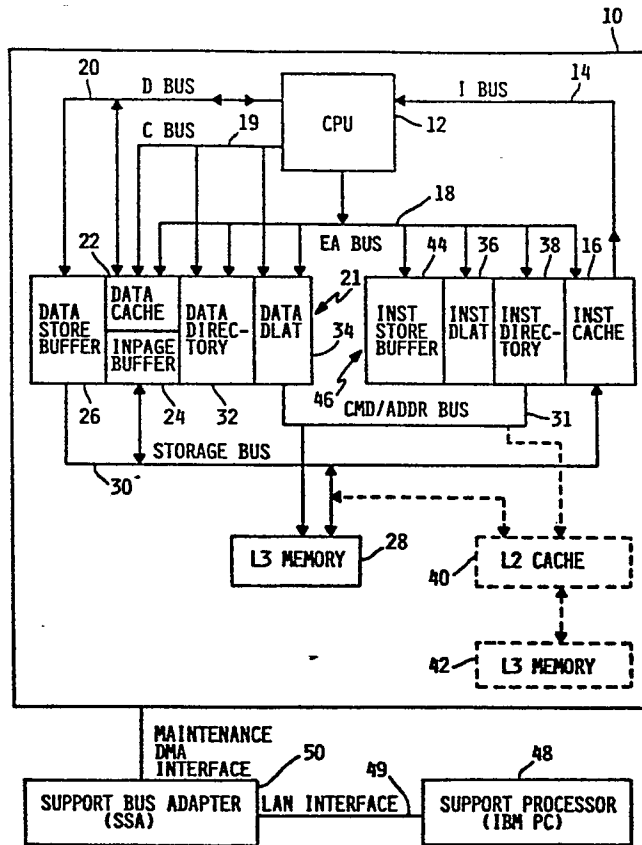 10
20
D BUS
I BUS
14
CPU
12
C BUS
19
18
EA BUS
22
44
36
38
16
DATA
STORE
BUFFER
DATA
CACHE
INPAGE
BUFFER
DATA
DIREC-
TORY
DATA
DLAT
21
34
INST
STORE
BUFFER
INST
DLAT
INST
DIREC-
TORY
INST
CACHE
46
26
24
32
CMD/ADDR BUS
31
STORAGE BUS
30
L3 MEMORY
28
L2 CACHE
40
L3 MEMORY
42
MAINTENANCE
DMA
INTERFACE
50
SUPPORT BUS ADAPTER
(SSA)
LAN INTERFACE
49
48
SUPPORT PROCESSOR
(IBM PC)